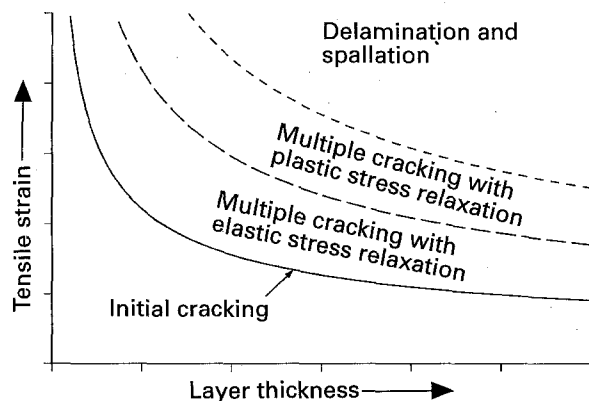 Delamination and
spallation
Multiple cracking with
plastic stress relaxation
Multiple cracking with
elastic stress relaxation
Initial cracking
Tensile strain
Layer thickness